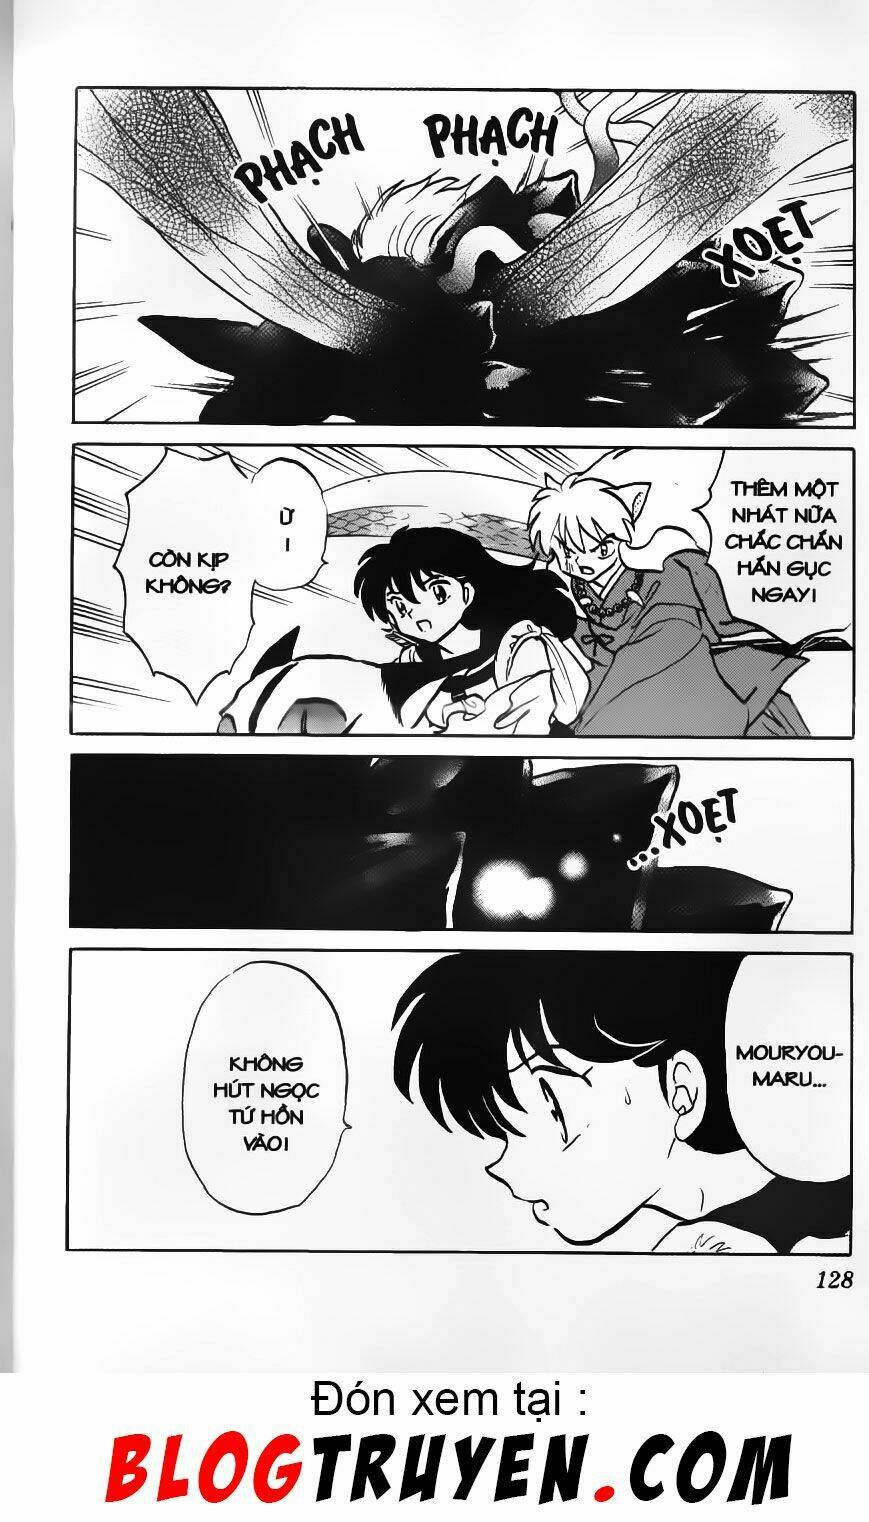 PHẠCH
PHẠCH
XOẸT
THÊM MỘT
NHÁT NỮA
CHẮC CHẮN
HẮN GỤC
NGAY!
Ừ
!
CÒN KỊP
KHÔNG?
...XOẸT
MOURYOU-
MARU...
KHÔNG
HÚT NGỌC
TỨ HỒN
VÀO!
128
Đón xem tại :
BLOGTRUYEN.COM